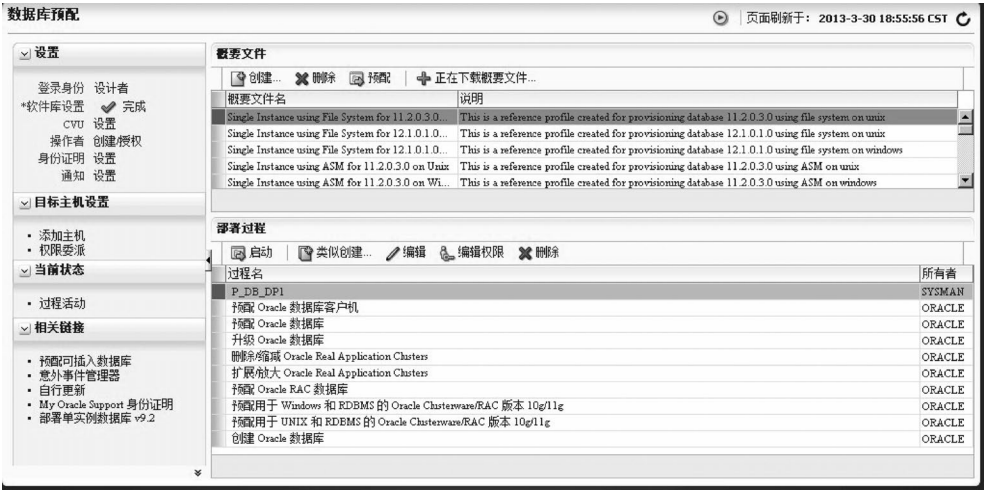 数据库预配
页面刷新于： 2013-3-30 18:55:56 CST
设置
登录身份 设计者
*软件库设置 完成
CVU 设置
操作者 创建/授权
身份证明 设置
通知 设置
目标主机设置
添加主机
权限委派
当前状态
过程活动
相关链接
预配可插入数据库
意外事件管理器
自行更新
My Oracle Support 身份证明
部署单实例数据库 v9.2
概要文件
创建... 删除 预配 正在下载概要文件...
概要文件名 说明
Single Instance using File System for 11.2.0.3.0... This is a reference profile created for provisioning database 11.2.0.3.0 using file system on unix
Single Instance using File System for 12.1.0.1.0... This is a reference profile created for provisioning database 12.1.0.1.0 using file system on unix
Single Instance using File System for 12.1.0.1.0... This is a reference profile created for provisioning database 12.1.0.1.0 using file system on windows
Single Instance using ASM for 11.2.0.3.0 on Unix This is a reference profile created for provisioning database 11.2.0.3.0 using ASM on unix
Single Instance using ASM for 11.2.0.3.0 on Wi... This is a reference profile created for provisioning database 11.2.0.3.0 using ASM on windows
部署过程
启动 类似创建... 编辑 编辑权限 删除
过程名 所有者
P_DB_DP1 SYSMAN
预配 Oracle 数据库客户机 ORACLE
预配 Oracle 数据库 ORACLE
升级 Oracle 数据库 ORACLE
删除/缩减 Oracle Real Application Clusters ORACLE
扩展/放大 Oracle Real Application Clusters ORACLE
预配 Oracle RAC 数据库 ORACLE
预配用于 Windows 和 RDBMS 的 Oracle Clusterware/RAC 版本 10g/11g ORACLE
预配用于 UNIX 和 RDBMS 的 Oracle Clusterware/RAC 版本 10g/11g ORACLE
创建 Oracle 数据库 ORACLE